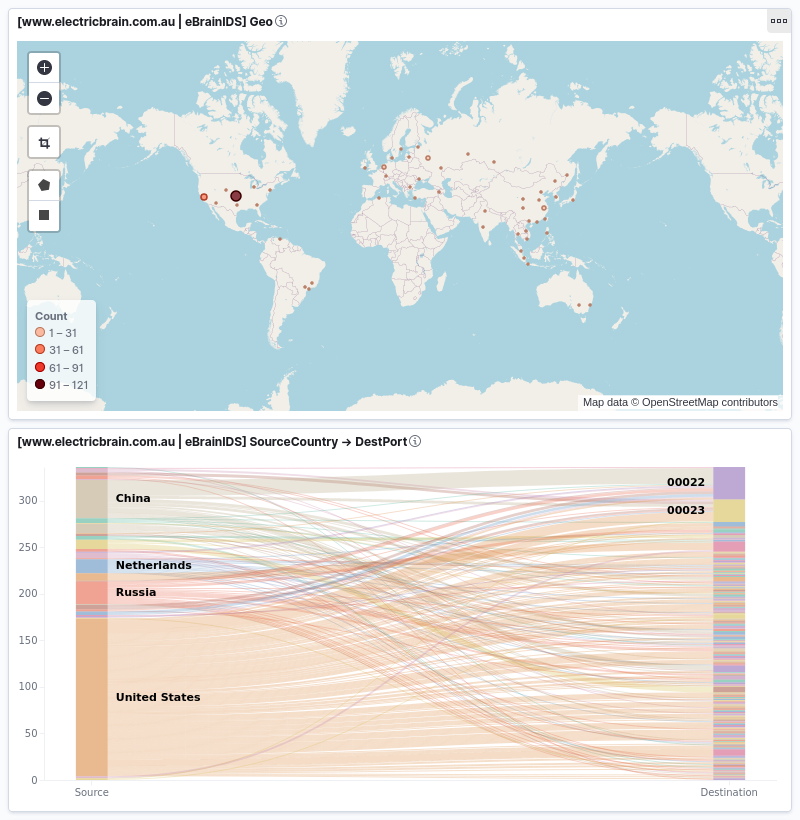 [www.electricbrain.com.au | eBrainIDS] Geo
Count
1 – 31
31 – 61
61 – 91
91 – 121
Map data © OpenStreetMap contributors
[www.electricbrain.com.au | eBrainIDS] SourceCountry → DestPort
300
250
200
150
100
50
0
China
Netherlands
Russia
United States
00022
00023
Source
Destination